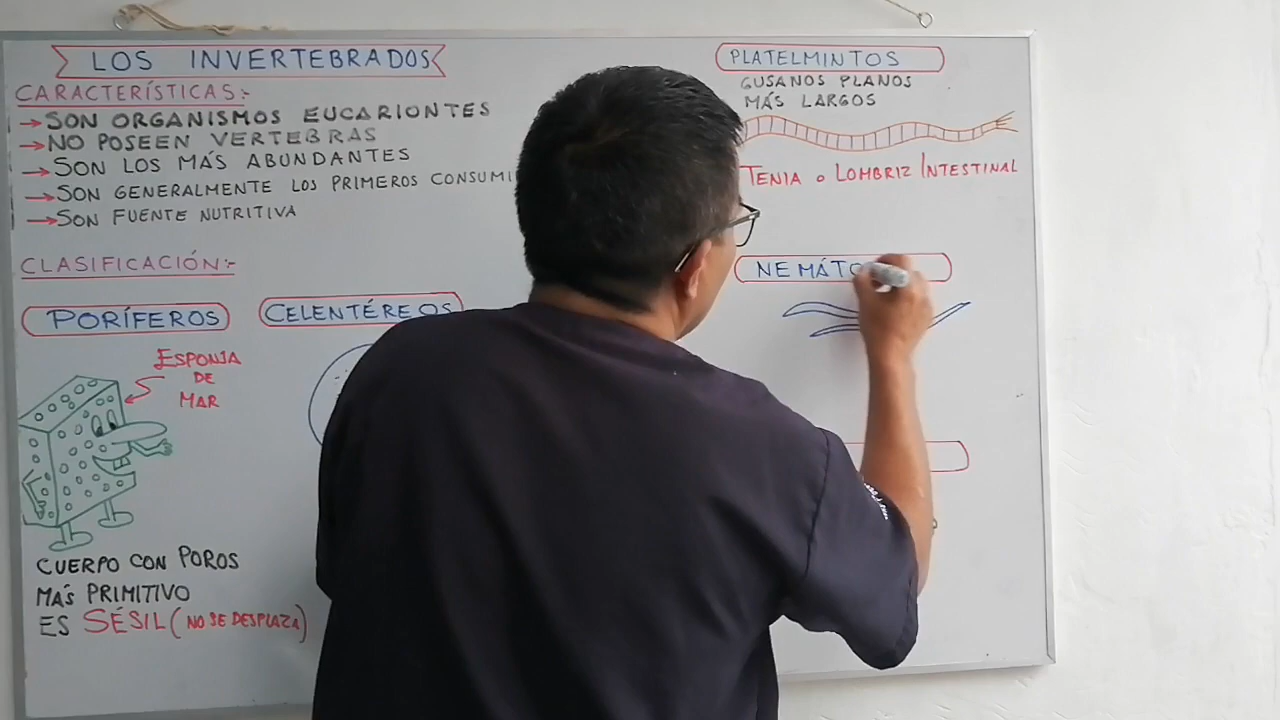 LOS INVERTEBRADOS
CARACTERÍSTICAS:-
→SON ORGANISMOS EUCARIONTES
→NO POSEEN VERTEBRAS
→SON LOS MÁS ABUNDANTES
→SON GENERALMENTE LOS PRIMEROS CONSUMI
→SON FUENTE NUTRITIVA
CLASIFICACIÓN:-
PORÍFEROS
ESPONJA
DE
MAR
CUERPO CON POROS
MÁS PRIMITIVO
ES SÉSIL (NO SE DESPLAZA)
CELENTÉREOS
PLATELMINTOS
GUSANOS PLANOS
MÁS LARGOS
TENIA O LOMBRIZ INTESTINAL
NEMÁTO